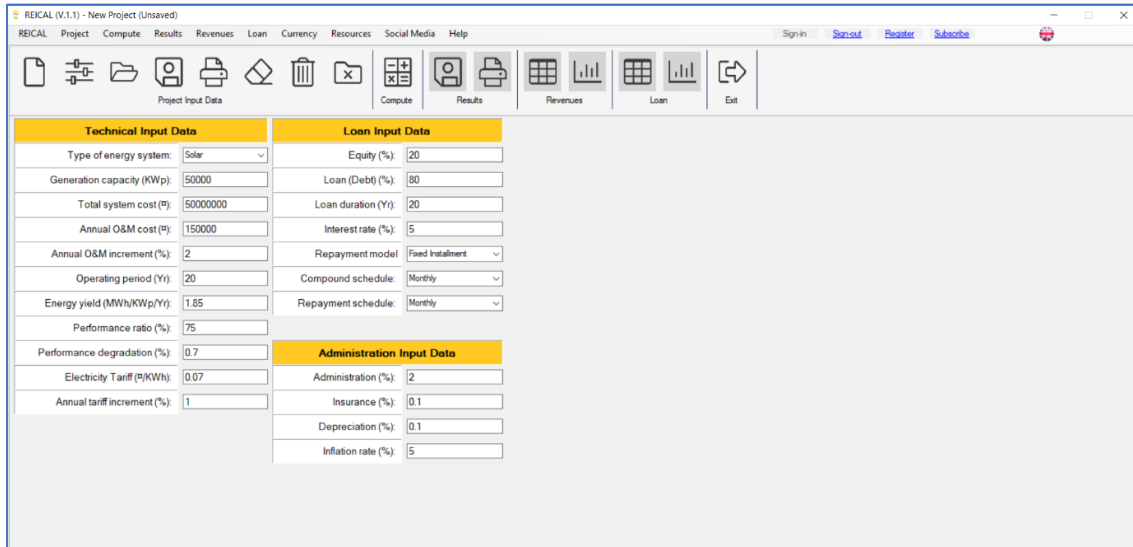 REICAL (V.1.1) - New Project (Unsaved)
REICAL Project Compute Results Revenues Loan Currency Resources Social Media Help Sign-in Sign-out Register Subscribe
Project Input Data Compute Results Revenues Loan Exit
Technical Input Data
Type of energy system: Solar
Generation capacity (KWp): 50000
Total system cost (¤): 50000000
Annual O&M cost (¤): 150000
Annual O&M increment (%): 2
Operating period (Yr): 20
Energy yield (MWh/KWp/Yr): 1.85
Performance ratio (%): 75
Performance degradation (%): 0.7
Electricity Tariff (¤/KWh): 0.07
Annual tariff increment (%): 1
Loan Input Data
Equity (%): 20
Loan (Debt) (%): 80
Loan duration (Yr): 20
Interest rate (%): 5
Repayment model Fixed Installment
Compound schedule: Monthly
Repayment schedule: Monthly
Administration Input Data
Administration (%): 2
Insurance (%): 0.1
Depreciation (%): 0.1
Inflation rate (%): 5